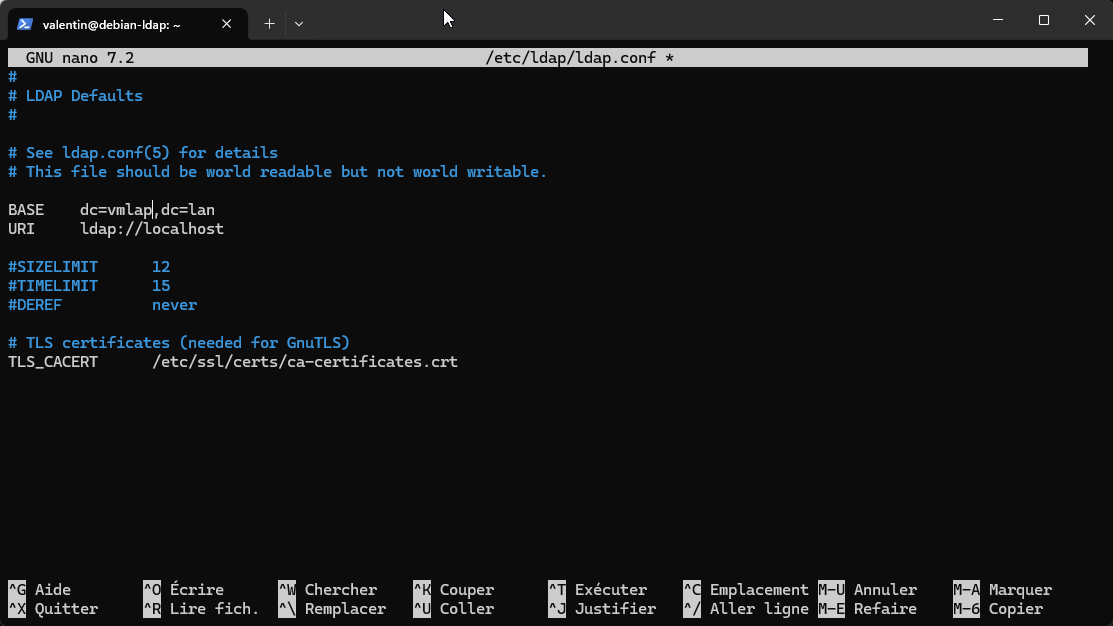 valentin@debian-ldap: ~
GNU nano 7.2 /etc/ldap/ldap.conf *
#
# LDAP Defaults
#
# See ldap.conf(5) for details
# This file should be world readable but not world writable.
BASE dc=vmlap,dc=lan
URI ldap://localhost
#SIZELIMIT 12
#TIMELIMIT 15
#DEREF never
# TLS certificates (needed for GnuTLS)
TLS_CACERT /etc/ssl/certs/ca-certificates.crt
^G Aide ^O Écrire ^W Chercher ^K Couper ^T Exécuter ^C Emplacement M-U Annuler M-A Marquer
^X Quitter ^R Lire fich. ^\ Remplacer ^U Coller ^J Justifier ^/ Aller ligne M-E Refaire M-6 Copier